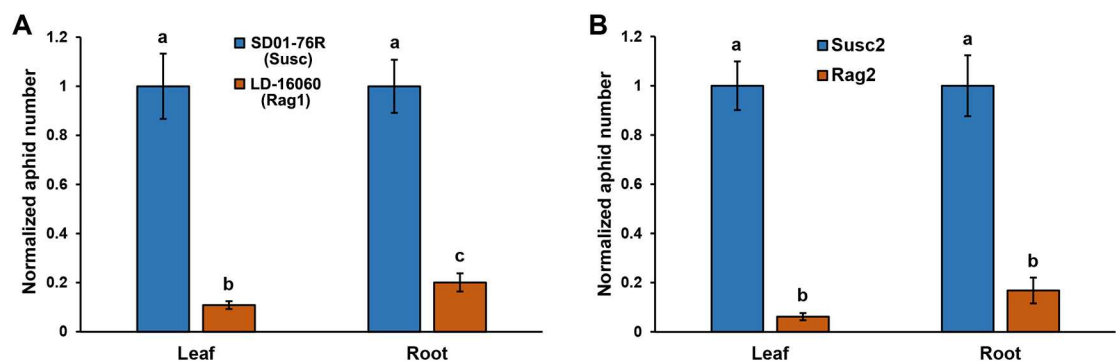 A
Normalized aphid number
1.2
1
0.8
0.6
0.4
0.2
0
SD01-76R
(Susc)
LD-16060
(Rag1)
a
b
a
c
Leaf
Root
B
Normalized aphid number
1.2
1
0.8
0.6
0.4
0.2
0
Susc2
Rag2
a
b
a
b
Leaf
Root